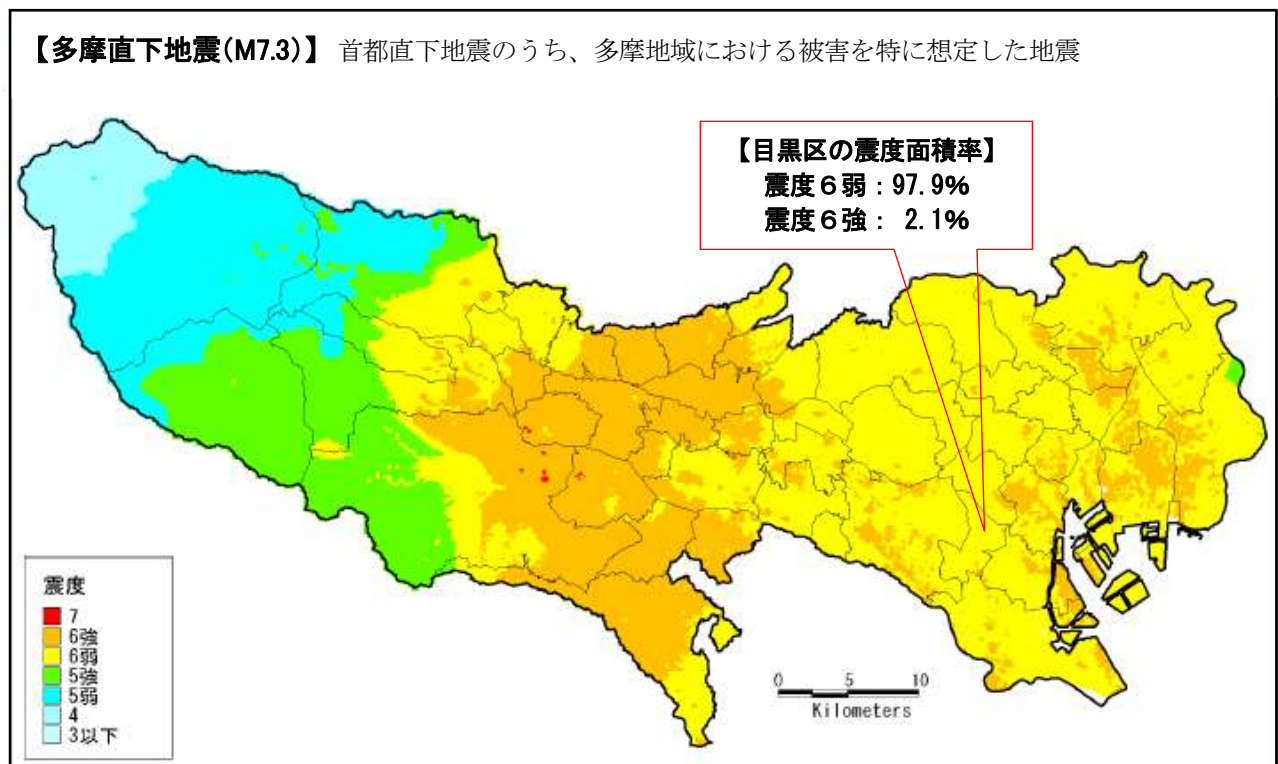 【多摩直下地震(M7.3)】 首都直下地震のうち、多摩地域における被害を特に想定した地震
【目黒区の震度面積率】
震度６弱：97.9%
震度６強： 2.1%
震度
7
6強
6弱
5強
5弱
4
3以下
0 5 10
Kilometers